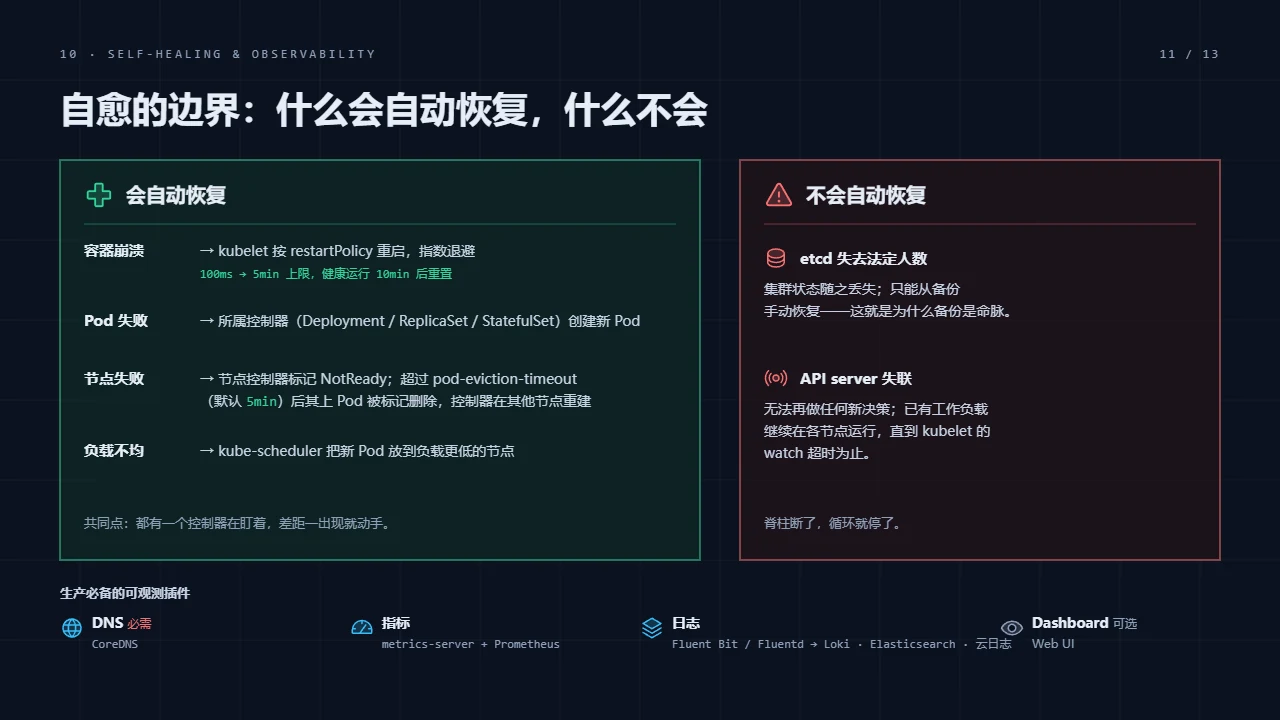 10 · SELF-HEALING & OBSERVABILITY
11 / 13
自愈的边界：什么会自动恢复，什么不会
会自动恢复
容器崩溃 → kubelet 按 restartPolicy 重启，指数退避
100ms → 5min 上限，健康运行 10min 后重置
Pod 失败 → 所属控制器（Deployment / ReplicaSet / StatefulSet）创建新 Pod
节点失败 → 节点控制器标记 NotReady；超过 pod-eviction-timeout
（默认 5min）后其上 Pod 被标记删除，控制器在其他节点重建
负载不均 → kube-scheduler 把新 Pod 放到负载更低的节点
共同点：都有一个控制器在盯着，差距一出现就动手。
不会自动恢复
etcd 失去法定人数
集群状态随之丢失；只能从备份
手动恢复——这就是为什么备份是命脉。
API server 失联
无法再做任何新决策；已有工作负载
继续在各节点运行，直到 kubelet 的
watch 超时为止。
脊柱断了，循环就停了。
生产必备的可观测插件
DNS 必需
CoreDNS
指标
metrics-server + Prometheus
日志
Fluent Bit / Fluentd → Loki · Elasticsearch · 云日志
Dashboard 可选
Web UI